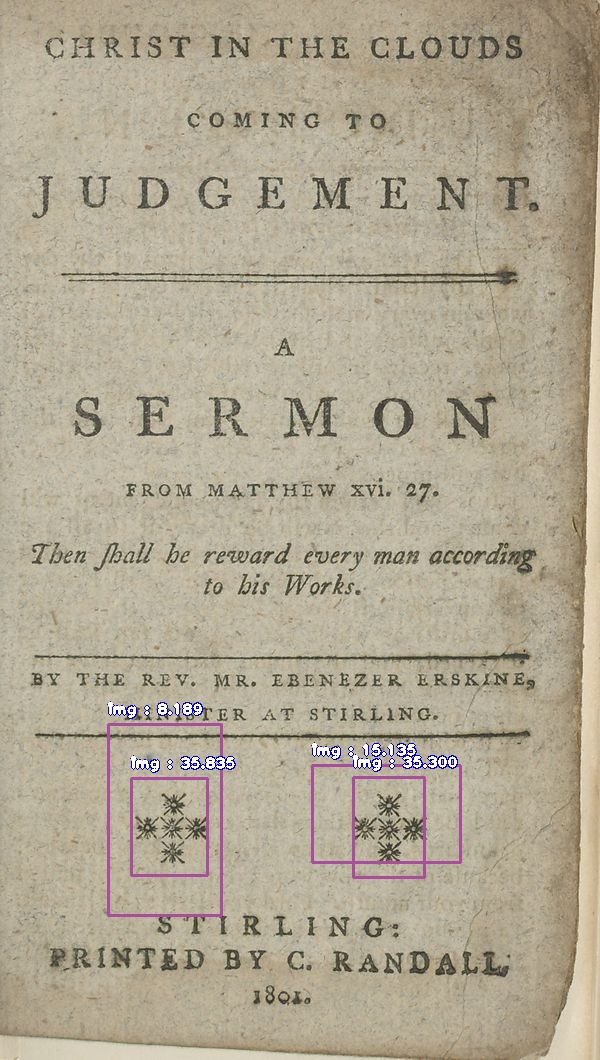 CHRIST IN THE CLOUDS
COMING TO
JUDGEMENT.
A
SERMON
FROM MATTHEW xvi. 27.
Then ſhall he reward every man according
to his Works.
BY THE REV. MR. EBENEZER ERSKINE,
MINISTER AT STIRLING.
img : 8.189
img : 15.135
img : 35.835
img : 35.300
STIRLING:
PRINTED BY C. RANDALL,
1801.